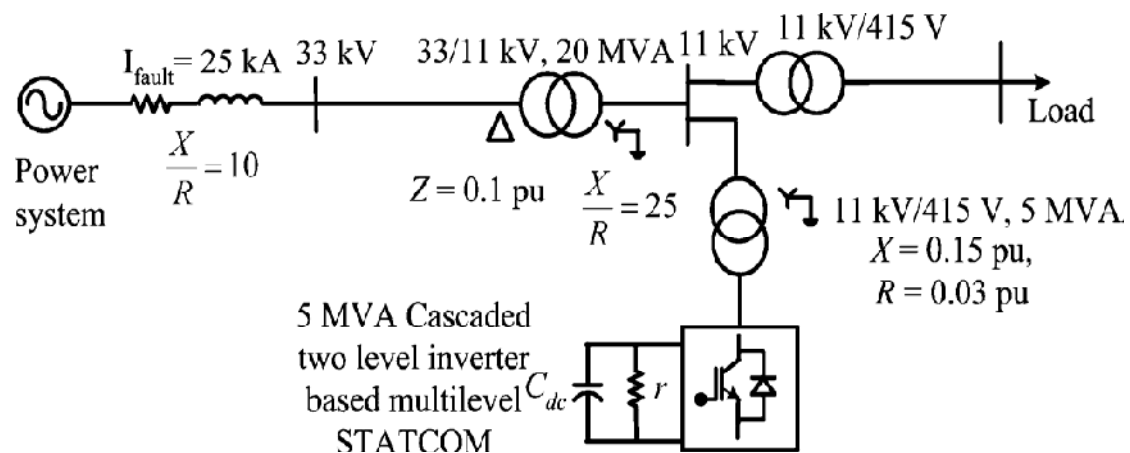 I_fault = 25 kA
33 kV
33/11 kV, 20 MVA
11 kV
11 kV/415 V
Power
system
X/R = 10
Δ
Z = 0.1 pu
X/R = 25
Load
11 kV/415 V, 5 MVA
X = 0.15 pu,
R = 0.03 pu
5 MVA Cascaded
two level inverter
based multilevel
STATCOM
C_dc
r